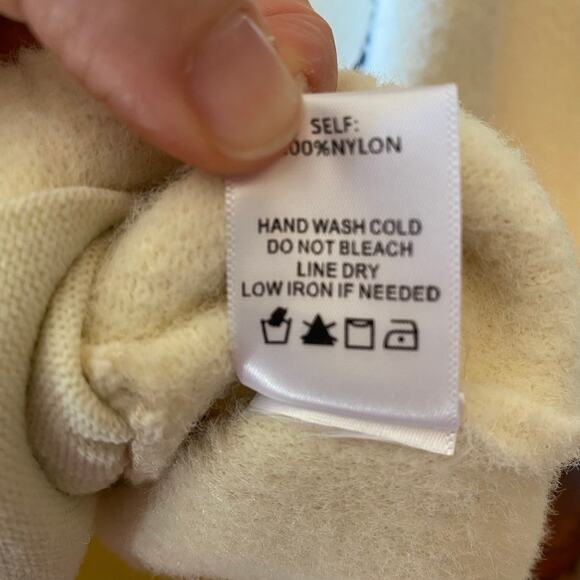 SELF:
00%NYLON
HAND WASH COLD
DO NOT BLEACH
LINE DRY
LOW IRON IF NEEDED